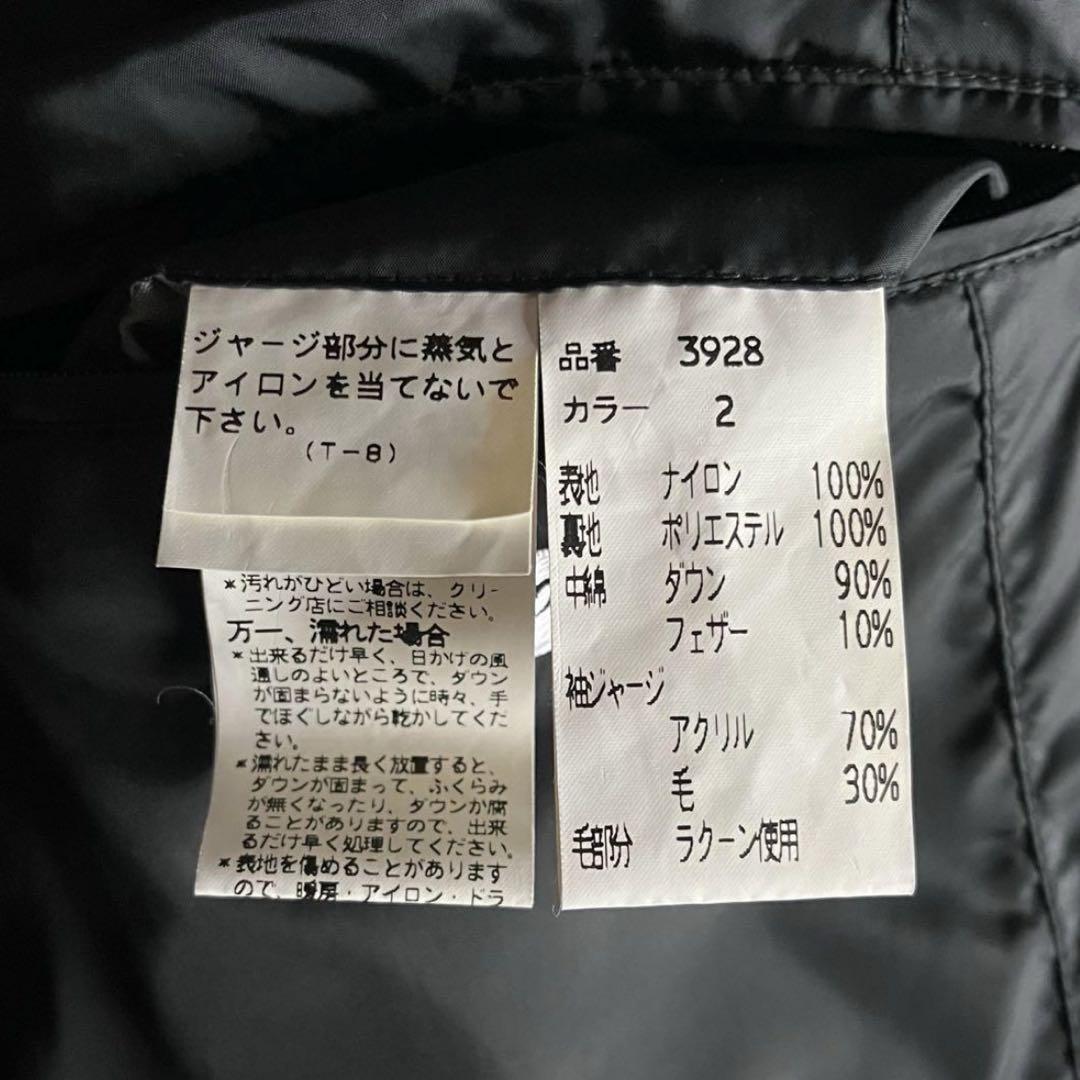 ジャージ部分に蒸気と
アイロンを当てないで
下さい。
(T-8)
*汚れがひどい場合は、クリー
ニング店にご相談ください。
万一、濡れた場合
*出来るだけ早く、日かげの風
通しのよいところで、ダウン
が固まらないように時々、手
でほぐしながら乾かしてくだ
さい。
*濡れたまま長く放置すると、
ダウンが固まって、ふくらみ
が無くなったり、ダウンが腐
ることがありますので、出来
るだけ早く処理してください。
*表地を傷めることがあります
ので、暖房・アイロン・ドラ
品番 3928
カラー 2
表地 ナイロン 100%
裏地 ポリエステル 100%
中綿 ダウン 90%
フェザー 10%
袖ジャージ
アクリル 70%
毛 30%
毛部分 ラクーン使用